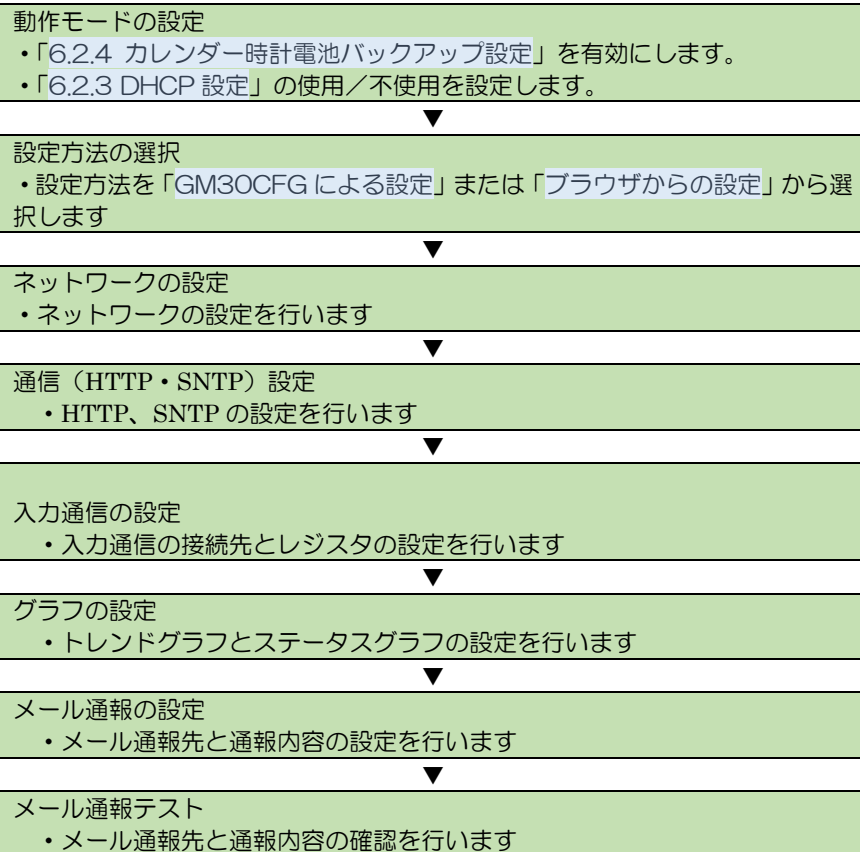 動作モードの設定
・「6.2.4 カレンダー時計電池バックアップ設定」を有効にします。
・「6.2.3 DHCP 設定」の使用／不使用を設定します。
▼
設定方法の選択
・設定方法を「GM30CFG による設定」または「ブラウザからの設定」から選
択します
▼
ネットワークの設定
・ネットワークの設定を行います
▼
通信（HTTP・SNTP）設定
・HTTP、SNTP の設定を行います
▼
入力通信の設定
・入力通信の接続先とレジスタの設定を行います
▼
グラフの設定
・トレンドグラフとステータスグラフの設定を行います
▼
メール通報の設定
・メール通報先と通報内容の設定を行います
▼
メール通報テスト
・メール通報先と通報内容の確認を行います